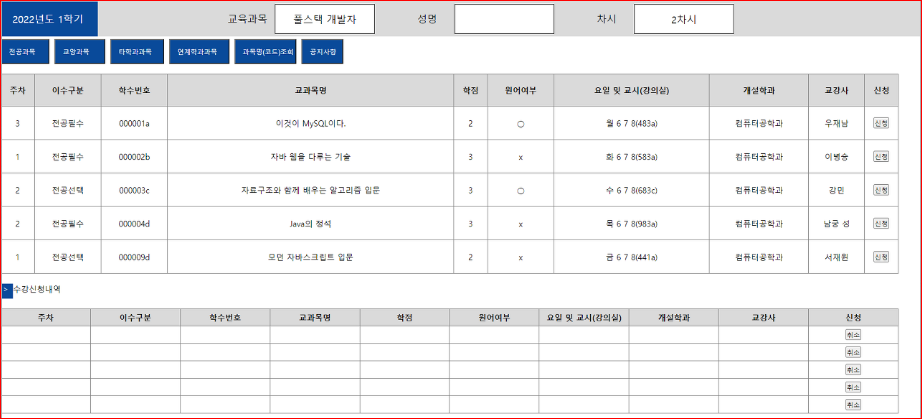 2022년도 1학기 교육과목 풀스택 개발자 성명 차시 2차시
전공과목 교양과목 타학과과목 연계학과과목 과목명(코드)조회 공지사항
주차 이수구분 학수번호 교과목명 학점 원어여부 요일 및 교시(강의실) 개설학과 교강사 신청
3 전공필수 000001a 이것이 MySQL이다. 2 ○ 월 6 7 8(483a) 컴퓨터공학과 우재남 신청
1 전공필수 000002b 자바 웹을 다루는 기술 3 x 화 6 7 8(583a) 컴퓨터공학과 이병승 신청
2 전공선택 000003c 자료구조와 함께 배우는 알고리즘 입문 3 ○ 수 6 7 8(683c) 컴퓨터공학과 강민 신청
2 전공필수 000004d Java의 정석 3 x 목 6 7 8(983a) 컴퓨터공학과 남궁 성 신청
1 전공선택 000009d 모던 자바스크립트 입문 2 x 금 6 7 8(441a) 컴퓨터공학과 서재원 신청
> 수강신청내역
주차 이수구분 학수번호 교과목명 학점 원어여부 요일 및 교시(강의실) 개설학과 교강사 신청
취소
취소
취소
취소
취소